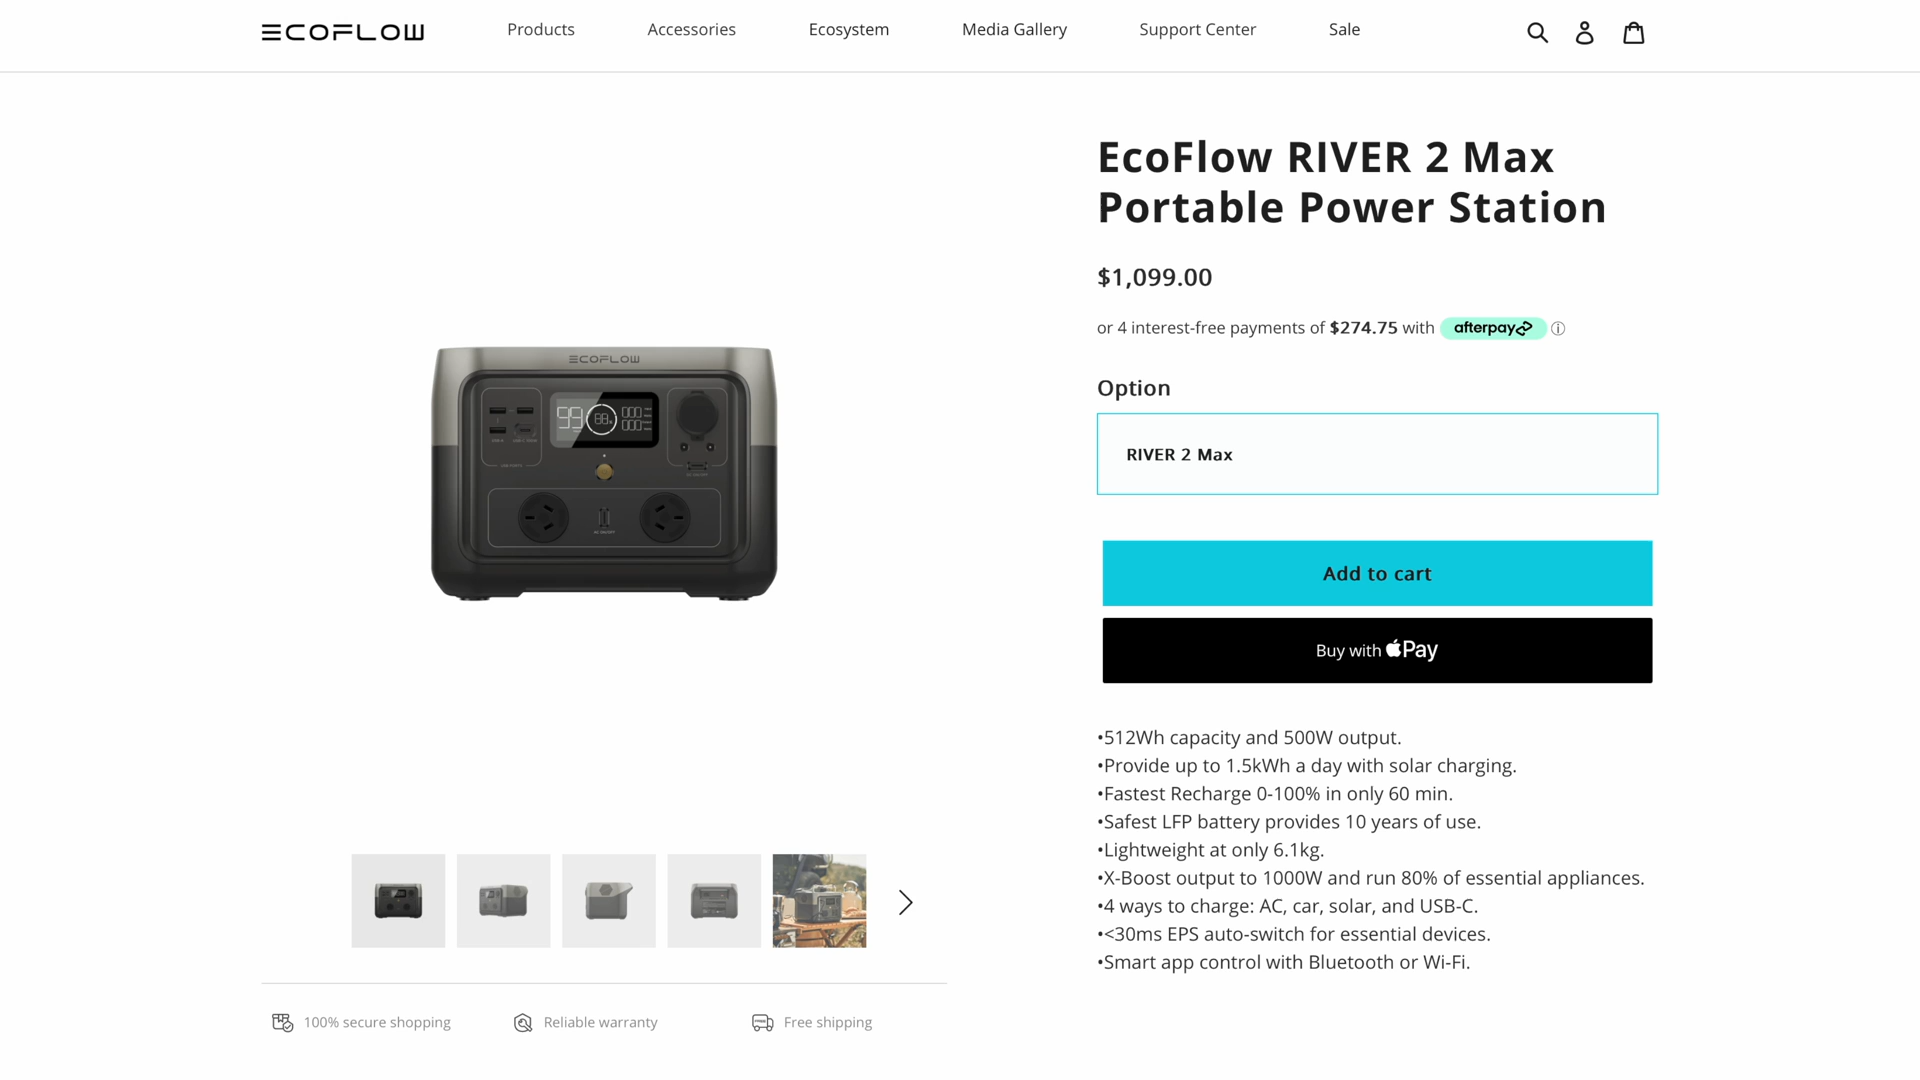 ECOFLOW
Products
Accessories
Ecosystem
Media Gallery
Support Center
Sale
EcoFlow RIVER 2 Max
Portable Power Station
$1,099.00
or 4 interest-free payments of $274.75 with afterpay
Option
RIVER 2 Max
Add to cart
Buy with Pay
•512Wh capacity and 500W output.
•Provide up to 1.5kWh a day with solar charging.
•Fastest Recharge 0-100% in only 60 min.
•Safest LFP battery provides 10 years of use.
•Lightweight at only 6.1kg.
•X-Boost output to 1000W and run 80% of essential appliances.
•4 ways to charge: AC, car, solar, and USB-C.
•<30ms EPS auto-switch for essential devices.
•Smart app control with Bluetooth or Wi-Fi.
ECOFLOW
99
88
000
000
100% secure shopping
Reliable warranty
Free shipping